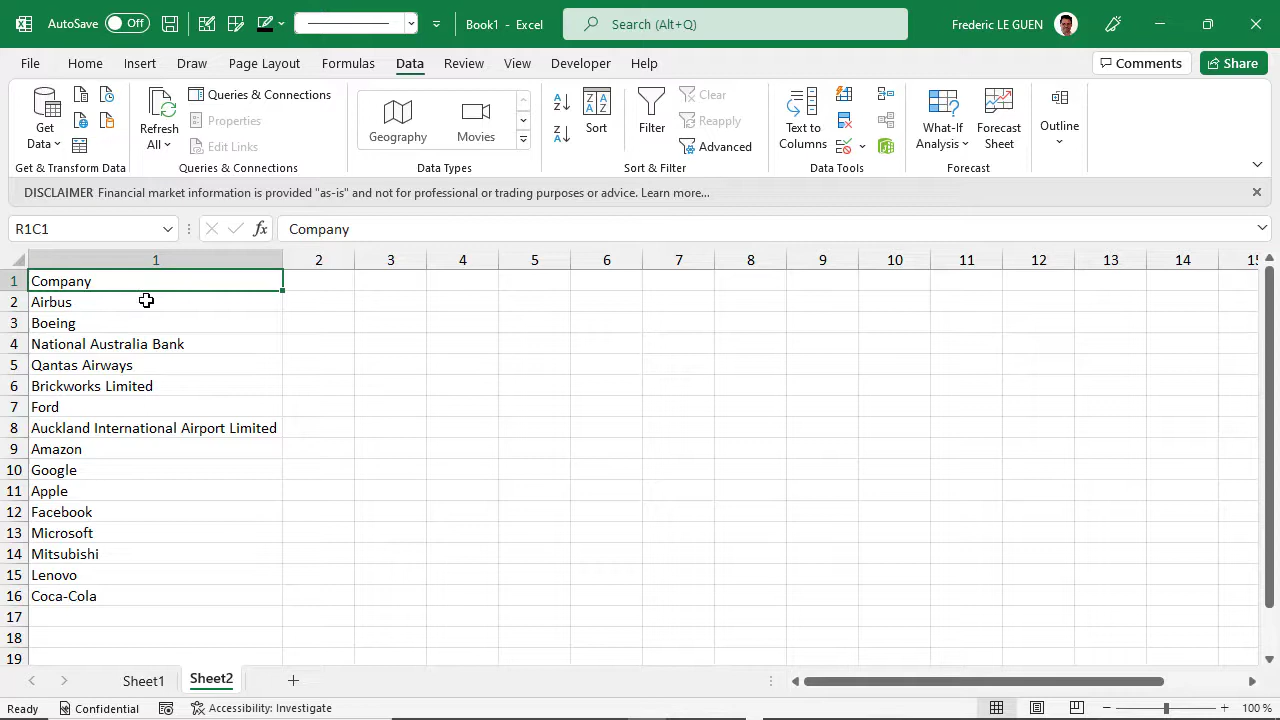 AutoSave Off Book1 - Excel Search (Alt+Q) Frederic LE GUEN
File Home Insert Draw Page Layout Formulas Data Review View Developer Help Comments Share
Get Data Refresh All Queries & Connections Properties Edit Links Geography Movies Sort Filter Clear Reapply Advanced Text to Columns What-If Analysis Forecast Sheet Outline
Get & Transform Data Queries & Connections Data Types Sort & Filter Data Tools Forecast
DISCLAIMER Financial market information is provided "as-is" and not for professional or trading purposes or advice. Learn more...
R1C1 fx Company
1 2 3 4 5 6 7 8 9 10 11 12 13 14 15
1 Company
2 Airbus
3 Boeing
4 National Australia Bank
5 Qantas Airways
6 Brickworks Limited
7 Ford
8 Auckland International Airport Limited
9 Amazon
10 Google
11 Apple
12 Facebook
13 Microsoft
14 Mitsubishi
15 Lenovo
16 Coca-Cola
17
18
19
Sheet1 Sheet2
Ready Confidential Accessibility: Investigate 100 %